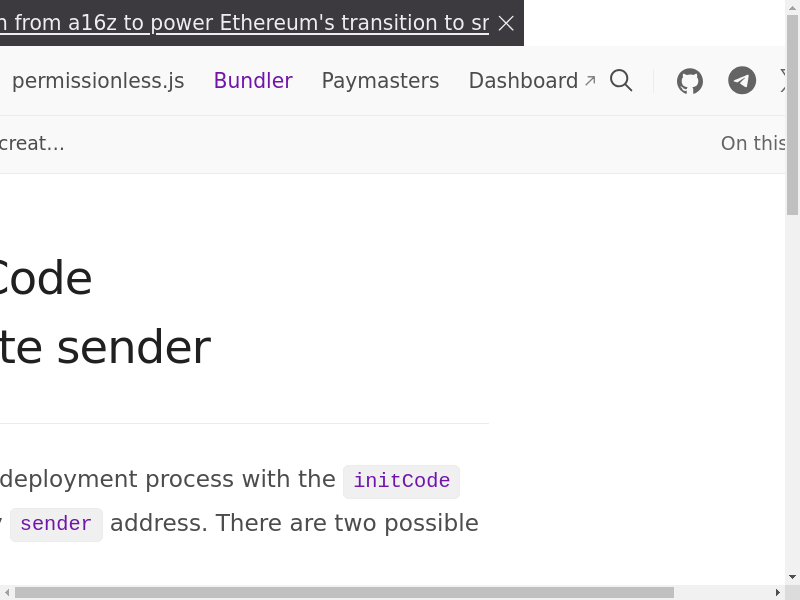 from a16z to power Ethereum's transition to
permissionless.js Bundler Paymasters Dashboard
creat… On this
Code
te sender
deployment process with the initCode
sender address. There are two possible